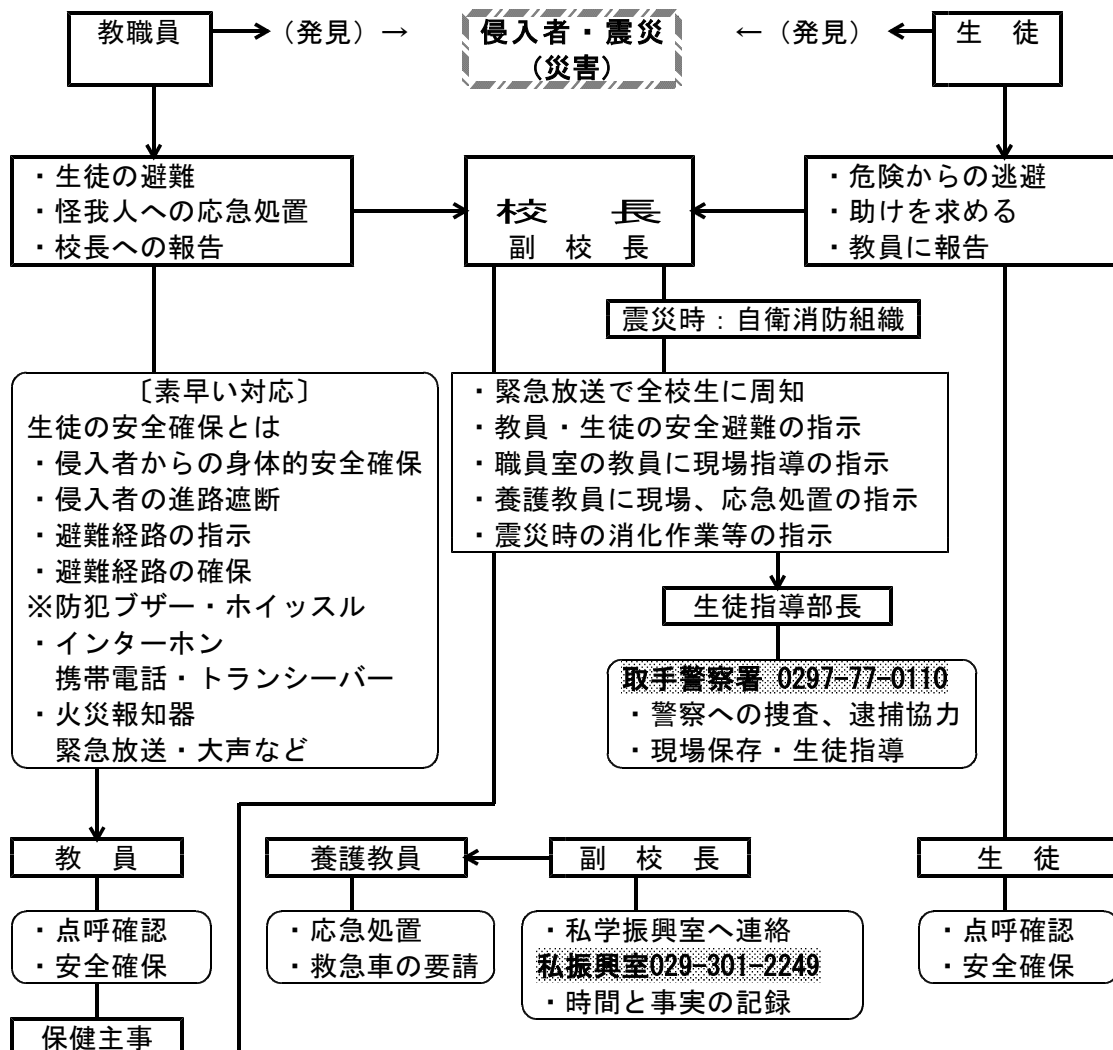 教職員
（発見）→
侵入者・震災
(災害)
←（発見）
生　徒
・生徒の避難
・怪我人への応急処置
・校長への報告
校　長
副　校　長
・危険からの逃避
・助けを求める
・教員に報告
震災時：自衛消防組織
〔素早い対応〕
生徒の安全確保とは
・侵入者からの身体的安全確保
・侵入者の進路遮断
・避難経路の指示
・避難経路の確保
※防犯ブザー・ホイッスル
・インターホン
携帯電話・トランシーバー
・火災報知器
緊急放送・大声など
・緊急放送で全校生に周知
・教員・生徒の安全避難の指示
・職員室の教員に現場指導の指示
・養護教員に現場、応急処置の指示
・震災時の消化作業等の指示
生徒指導部長
取手警察署 0297-77-0110
・警察への捜査、逮捕協力
・現場保存・生徒指導
教　員
養護教員
副　校　長
生　徒
・点呼確認
・安全確保
・応急処置
・救急車の要請
・私学振興室へ連絡
私振興室029-301-2249
・時間と事実の記録
・点呼確認
・安全確保
保健主事